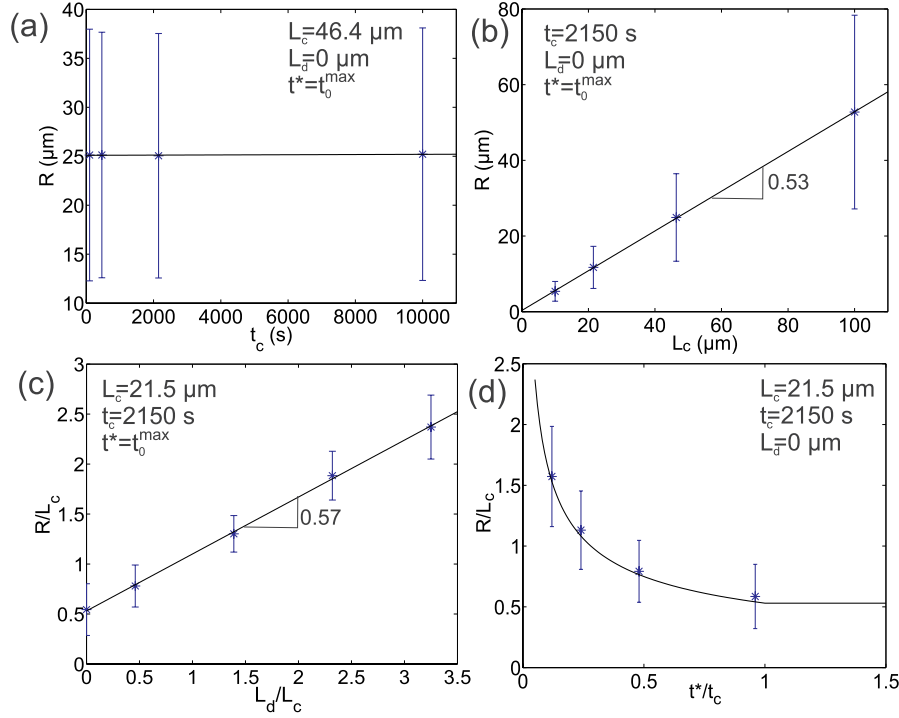 (a)
L_c=46.4 µm
L_d=0 µm
t*=t_0^max
40
35
30
25
20
15
10
R (µm)
0
2000
4000
6000
8000
10000
t_c (s)
(b)
t_c=2150 s
L_d=0 µm
t*=t_0^max
80
60
40
20
0
R (µm)
0.53
0
20
40
60
80
100
L_c (µm)
(c)
L_c=21.5 µm
t_c=2150 s
t*=t_0^max
3
2.5
2
1.5
1
0.5
0
R/L_c
0.57
0
0.5
1
1.5
2
2.5
3
3.5
L_d/L_c
(d)
L_c=21.5 µm
t_c=2150 s
L_d=0 µm
2.5
2
1.5
1
0.5
0
R/L_c
0
0.5
1
1.5
t*/t_c